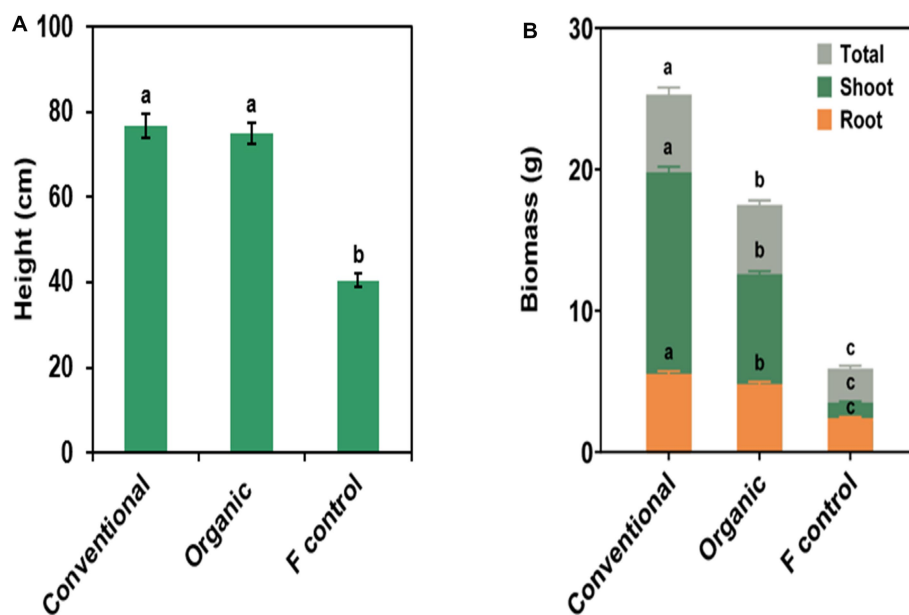 A
Height (cm)
100
80
60
40
20
0
a
a
b
Conventional
Organic
F control
B
Biomass (g)
30
20
10
0
Total
Shoot
Root
a
a
a
b
b
b
c
c
c
Conventional
Organic
F control